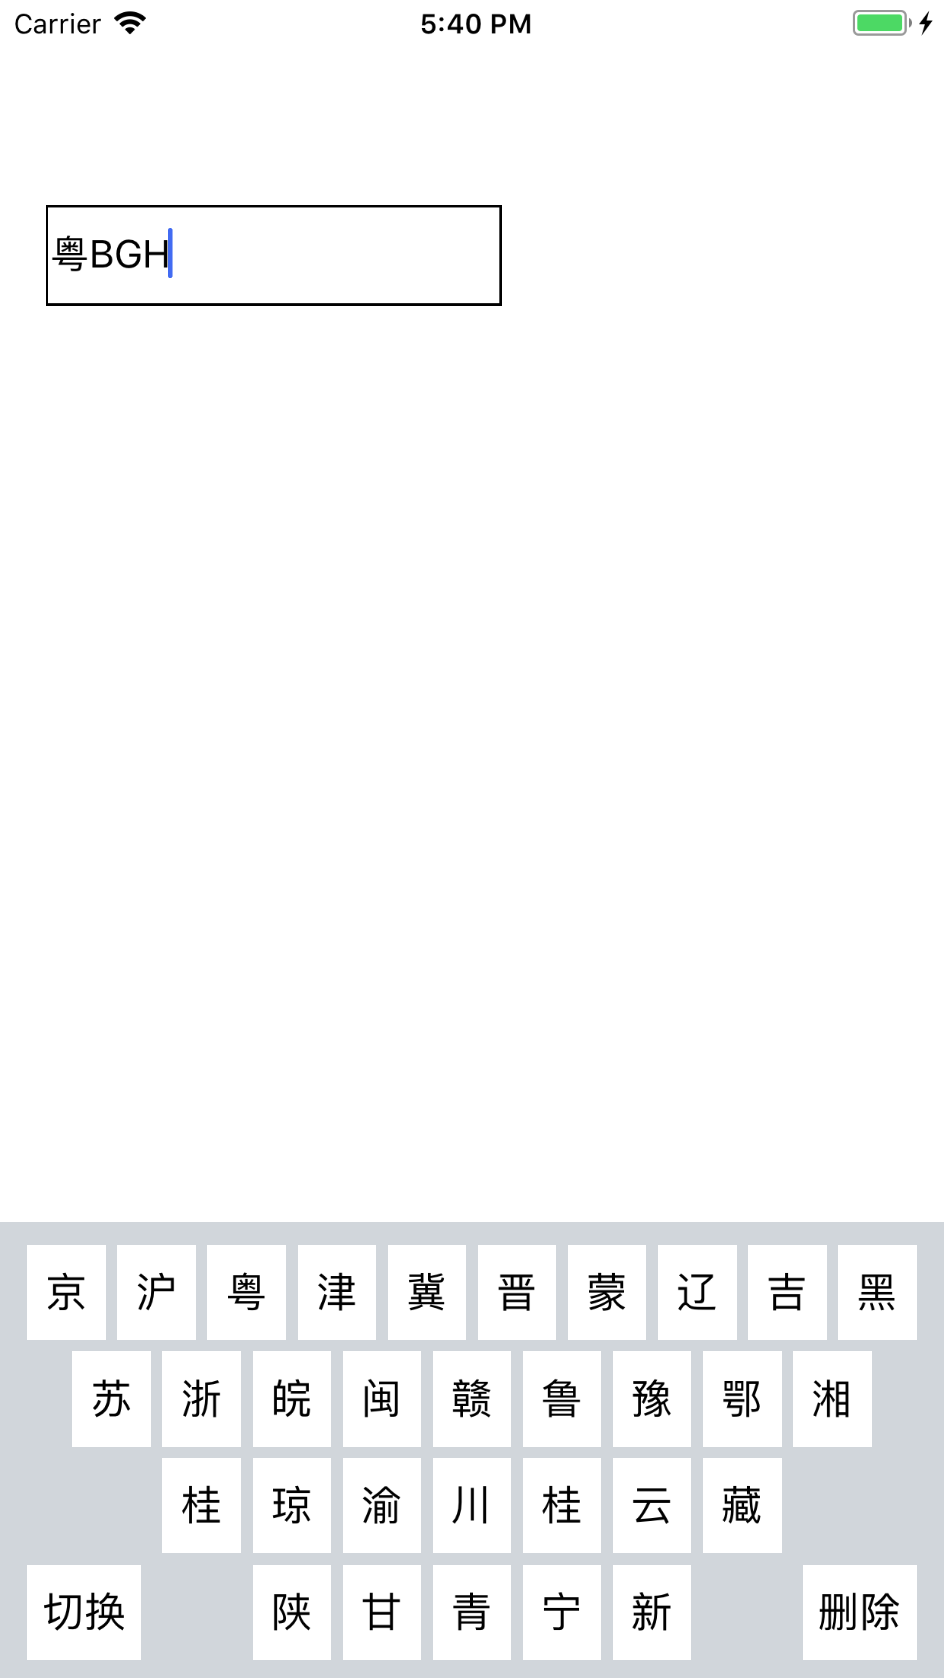 Carrier 5:40 PM
粤BGH
京 沪 粤 津 冀 晋 蒙 辽 吉 黑
苏 浙 皖 闽 赣 鲁 豫 鄂 湘
桂 琼 渝 川 桂 云 藏
切换 陕 甘 青 宁 新 删除